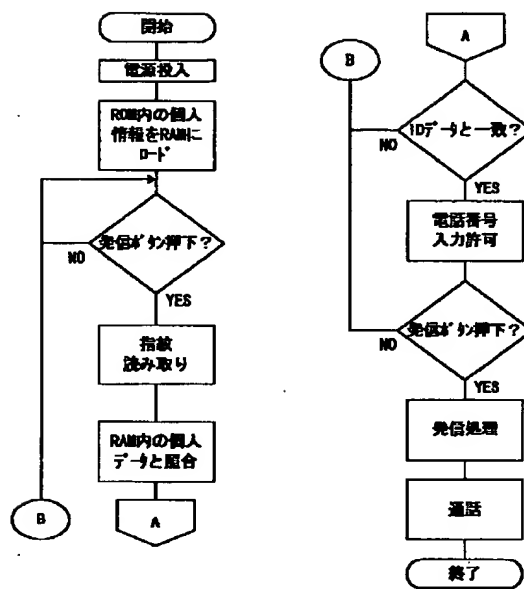 開始
電源投入
ROM内の個人
情報をRAMに
ロード
発信ボタン押下?
NO
YES
指紋
読み取り
RAM内の個人
データと照合
B
A
A
B
IDデータと一致?
NO
YES
電話番号
入力許可
発信ボタン押下?
NO
YES
発信処理
通話
終了